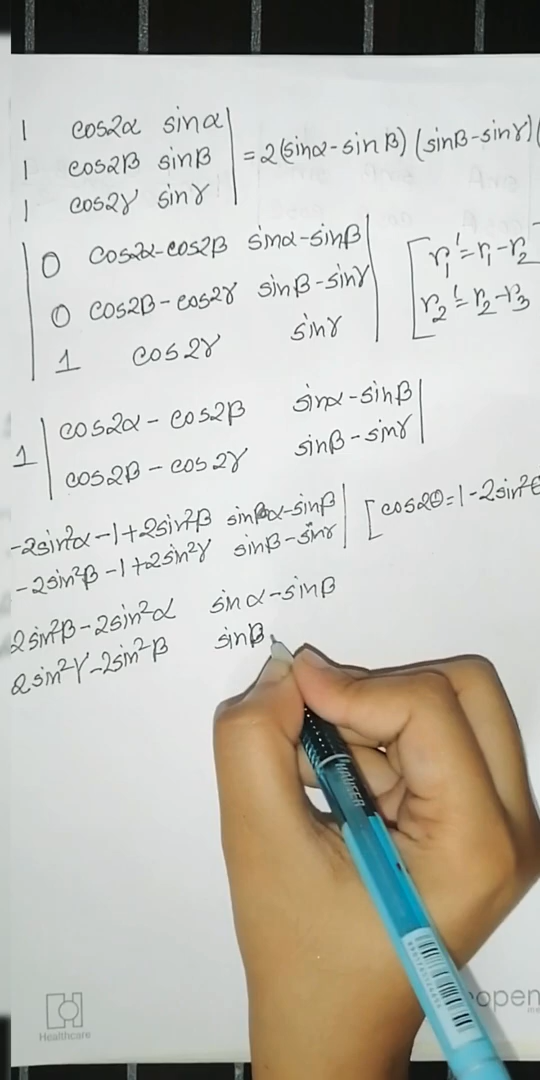 1 cos2α sinα
1 cos2β sinβ = 2(sinα-sinβ) (sinβ-sinγ)(
1 cos2γ sinγ
0 cos2α-cos2β sinα-sinβ
0 cos2β-cos2γ sinβ-sinγ
1 cos2γ sinγ
[r₁'=r₁-r₂
r₂'=r₂-r₃
1 | cos2α-cos2β sinα-sinβ |
cos2β-cos2γ sinβ-sinγ
-2sin²α-1+2sin²β sinα-sinβ [cos2θ=1-2sin²θ
-2sin²β-1+2sin²γ sinβ-sinγ
2sin²β-2sin²α sinα-sinβ
2sin²γ-2sin²β sinβ
HAUSER
Healthcare
open